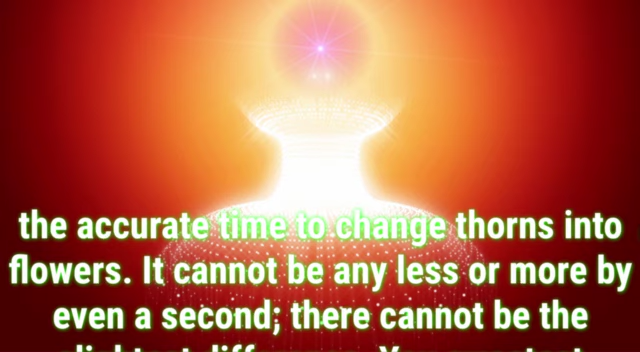 the accurate time to change thorns into
flowers. It cannot be any less or more by
even a second; there cannot be the